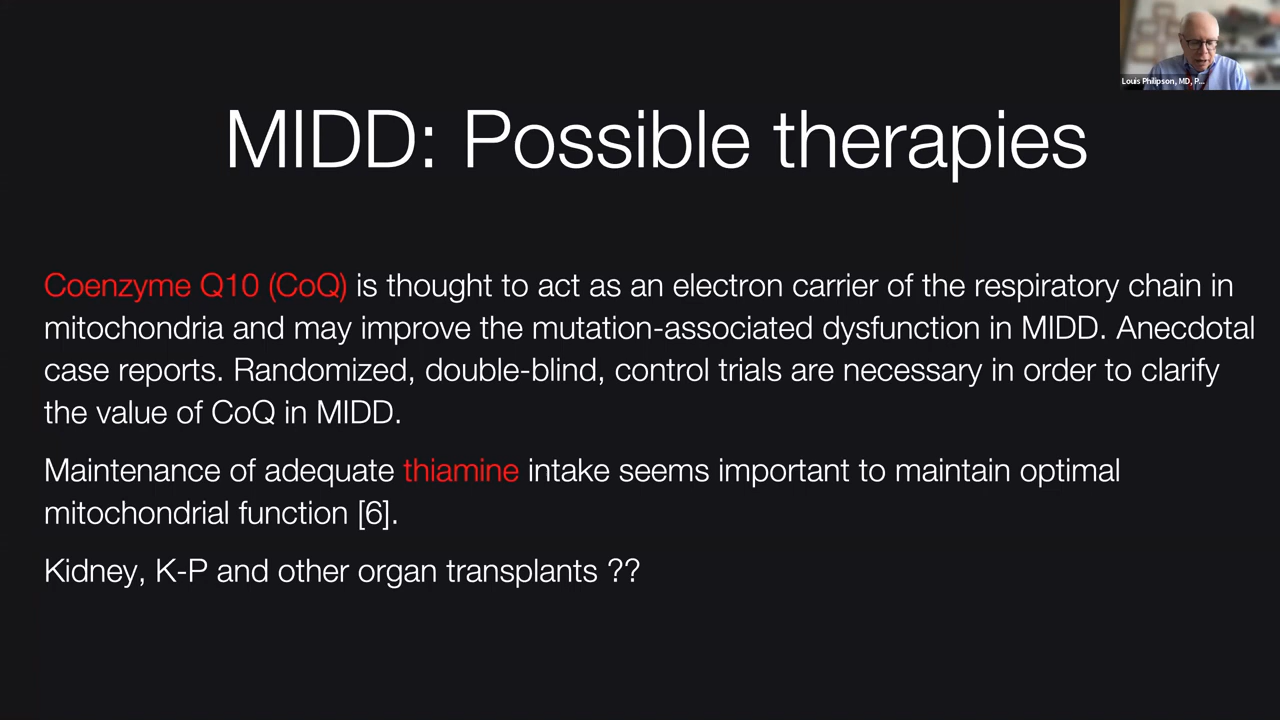 Louis Philipson, MD, P...
MIDD: Possible therapies
Coenzyme Q10 (CoQ) is thought to act as an electron carrier of the respiratory chain in
mitochondria and may improve the mutation-associated dysfunction in MIDD. Anecdotal
case reports. Randomized, double-blind, control trials are necessary in order to clarify
the value of CoQ in MIDD.
Maintenance of adequate thiamine intake seems important to maintain optimal
mitochondrial function [6].
Kidney, K-P and other organ transplants ??